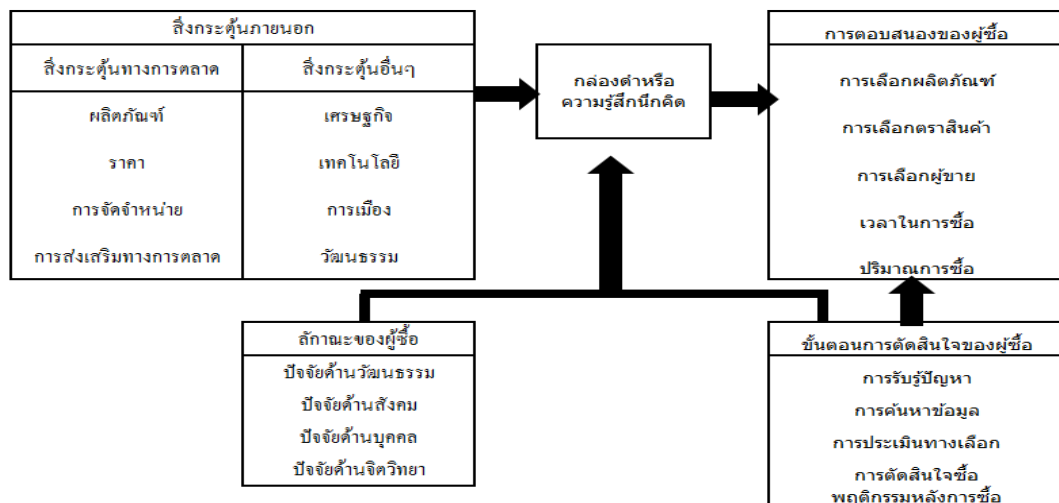 สิ่งกระตุ้นภายนอก
สิ่งกระตุ้นทางการตลาด
ผลิตภัณฑ์
ราคา
การจัดจำหน่าย
การส่งเสริมทางการตลาด
สิ่งกระตุ้นอื่นๆ
เศรษฐกิจ
เทคโนโลยี
การเมือง
วัฒนธรรม
กล่องดำหรือ
ความรู้สึกนึกคิด
การตอบสนองของผู้ซื้อ
การเลือกผลิตภัณฑ์
การเลือกตราสินค้า
การเลือกผู้ขาย
เวลาในการซื้อ
ปริมาณการซื้อ
ลักาณะของผู้ซื้อ
ปัจจัยด้านวัฒนธรรม
ปัจจัยด้านสังคม
ปัจจัยด้านบุคคล
ปัจจัยด้านจิตวิทยา
ขั้นตอนการตัดสินใจของผู้ซื้อ
การรับรู้ปัญหา
การค้นหาข้อมูล
การประเมินทางเลือก
การตัดสินใจซื้อ
พฤติกรรมหลังการซื้อ